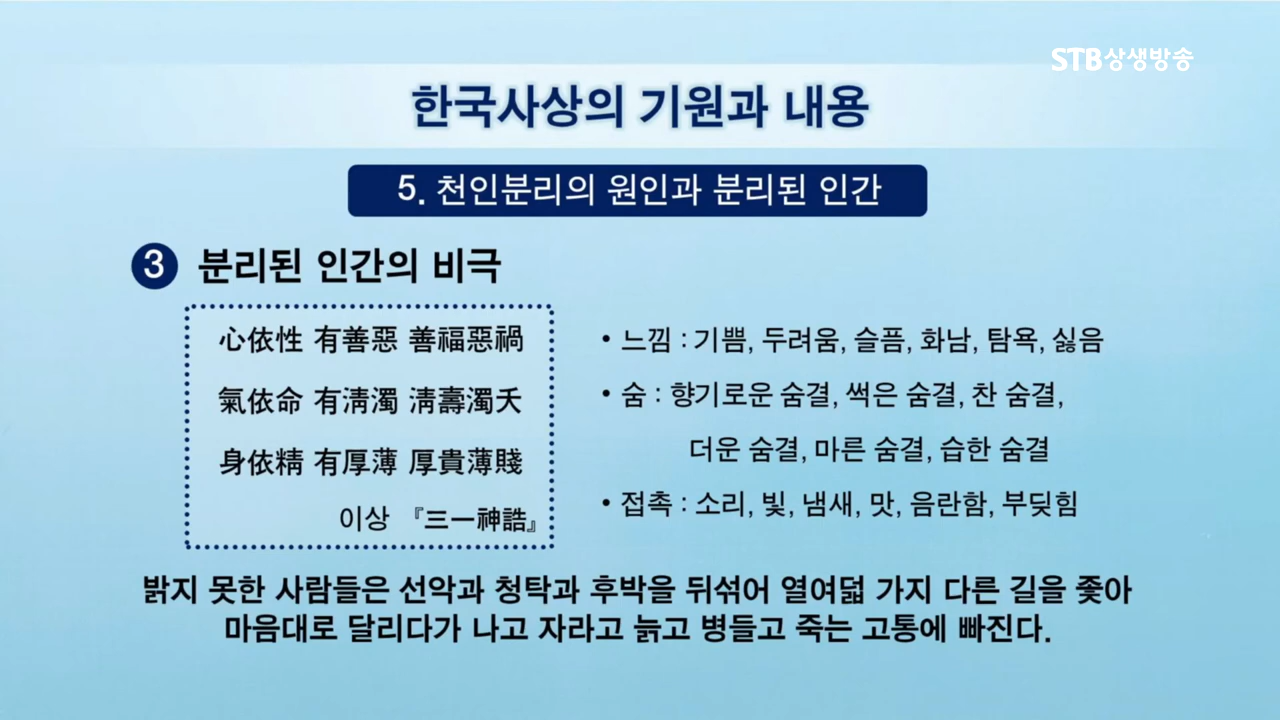 STB상생방송
한국사상의 기원과 내용
5. 천인분리의 원인과 분리된 인간
3 분리된 인간의 비극
心依性 有善惡 善福惡禍
氣依命 有淸濁 淸壽濁夭
身依精 有厚薄 厚貴薄賤
이상 『三一神誥』
• 느낌 : 기쁨, 두려움, 슬픔, 화남, 탐욕, 싫음
• 숨 : 향기로운 숨결, 썩은 숨결, 찬 숨결,
더운 숨결, 마른 숨결, 습한 숨결
• 접촉 : 소리, 빛, 냄새, 맛, 음란함, 부딪힘
밝지 못한 사람들은 선악과 청탁과 후박을 뒤섞어 열여덟 가지 다른 길을 좇아
마음대로 달리다가 나고 자라고 늙고 병들고 죽는 고통에 빠진다.